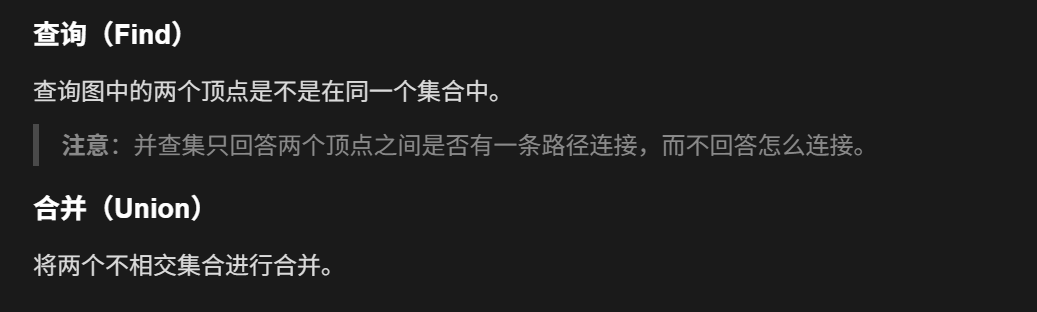 查询（Find）
查询图中的两个顶点是不是在同一个集合中。
注意：并查集只回答两个顶点之间是否有一条路径连接，而不回答怎么连接。
合并（Union）
将两个不相交集合进行合并。